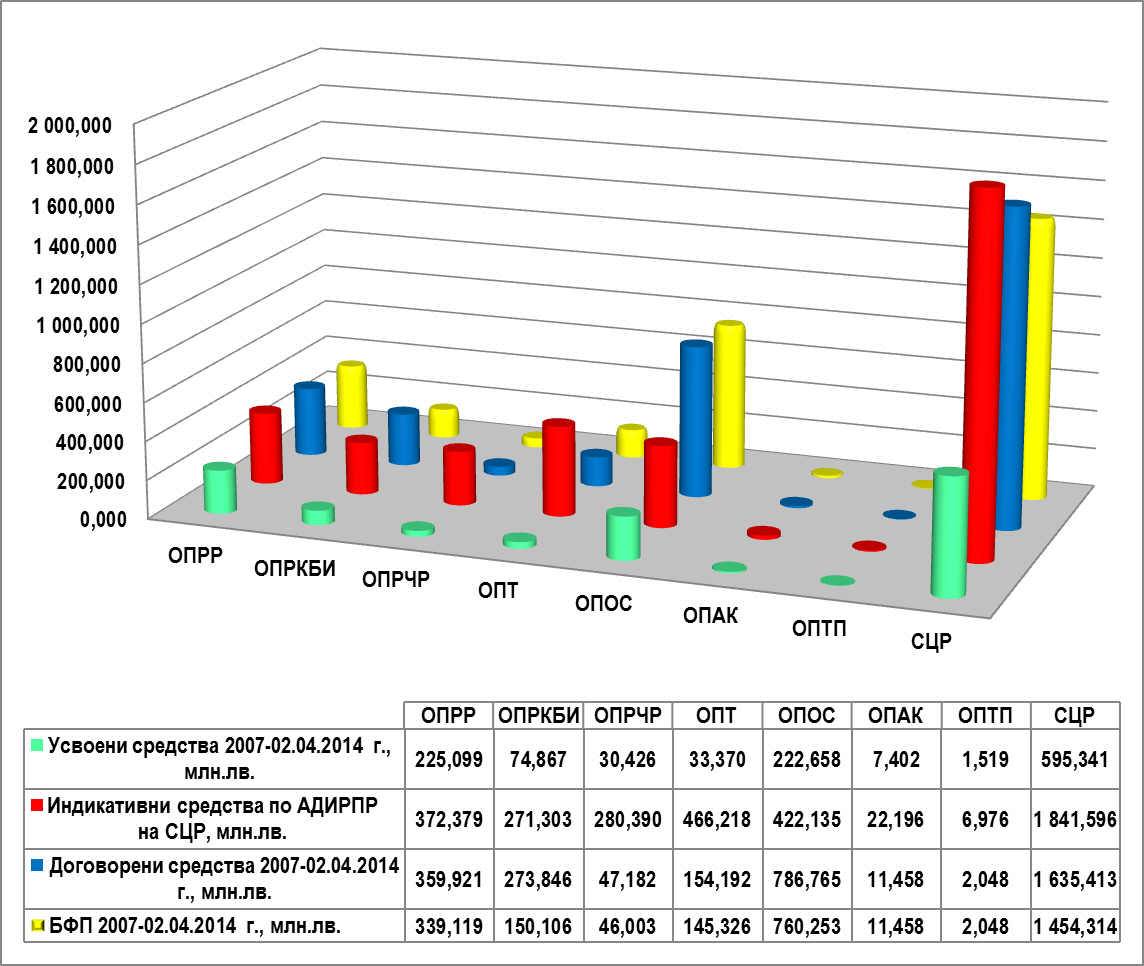 2 000,000
1 800,000
1 600,000
1 400,000
1 200,000
1 000,000
800,000
600,000
400,000
200,000
0,000
ОПРР
ОПРКБИ
ОПРЧР
ОПТ
ОПОС
ОПАК
ОПТП
СЦР
ОПРР ОПРКБИ ОПРЧР ОПТ ОПОС ОПАК ОПТП СЦР
Усвоени средства 2007-02.04.2014 г.,
млн.лв.
225,099 74,867 30,426 33,370 222,658 7,402 1,519 595,341
Индикативни средства по АДИРПР
на СЦР, млн.лв.
372,379 271,303 280,390 466,218 422,135 22,196 6,976 1 841,596
Договорени средства 2007-02.04.2014
г., млн.лв.
359,921 273,846 47,182 154,192 786,765 11,458 2,048 1 635,413
БФП 2007-02.04.2014 г., млн.лв. 339,119 150,106 46,003 145,326 760,253 11,458 2,048 1 454,314